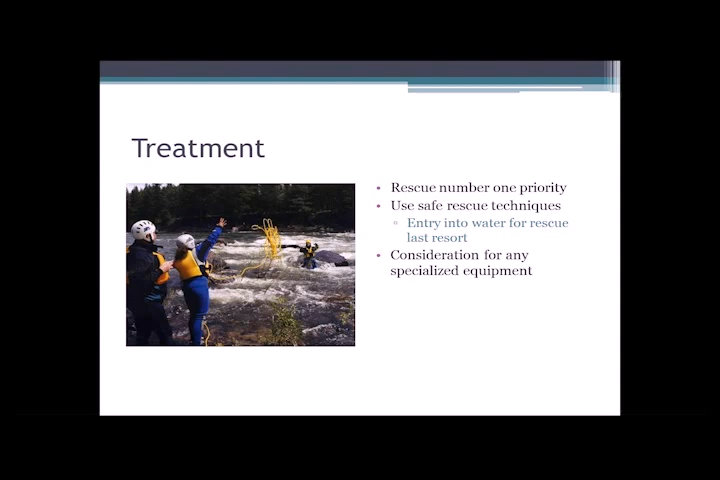 Treatment
• Rescue number one priority
• Use safe rescue techniques
▫ Entry into water for rescue
last resort
• Consideration for any
specialized equipment